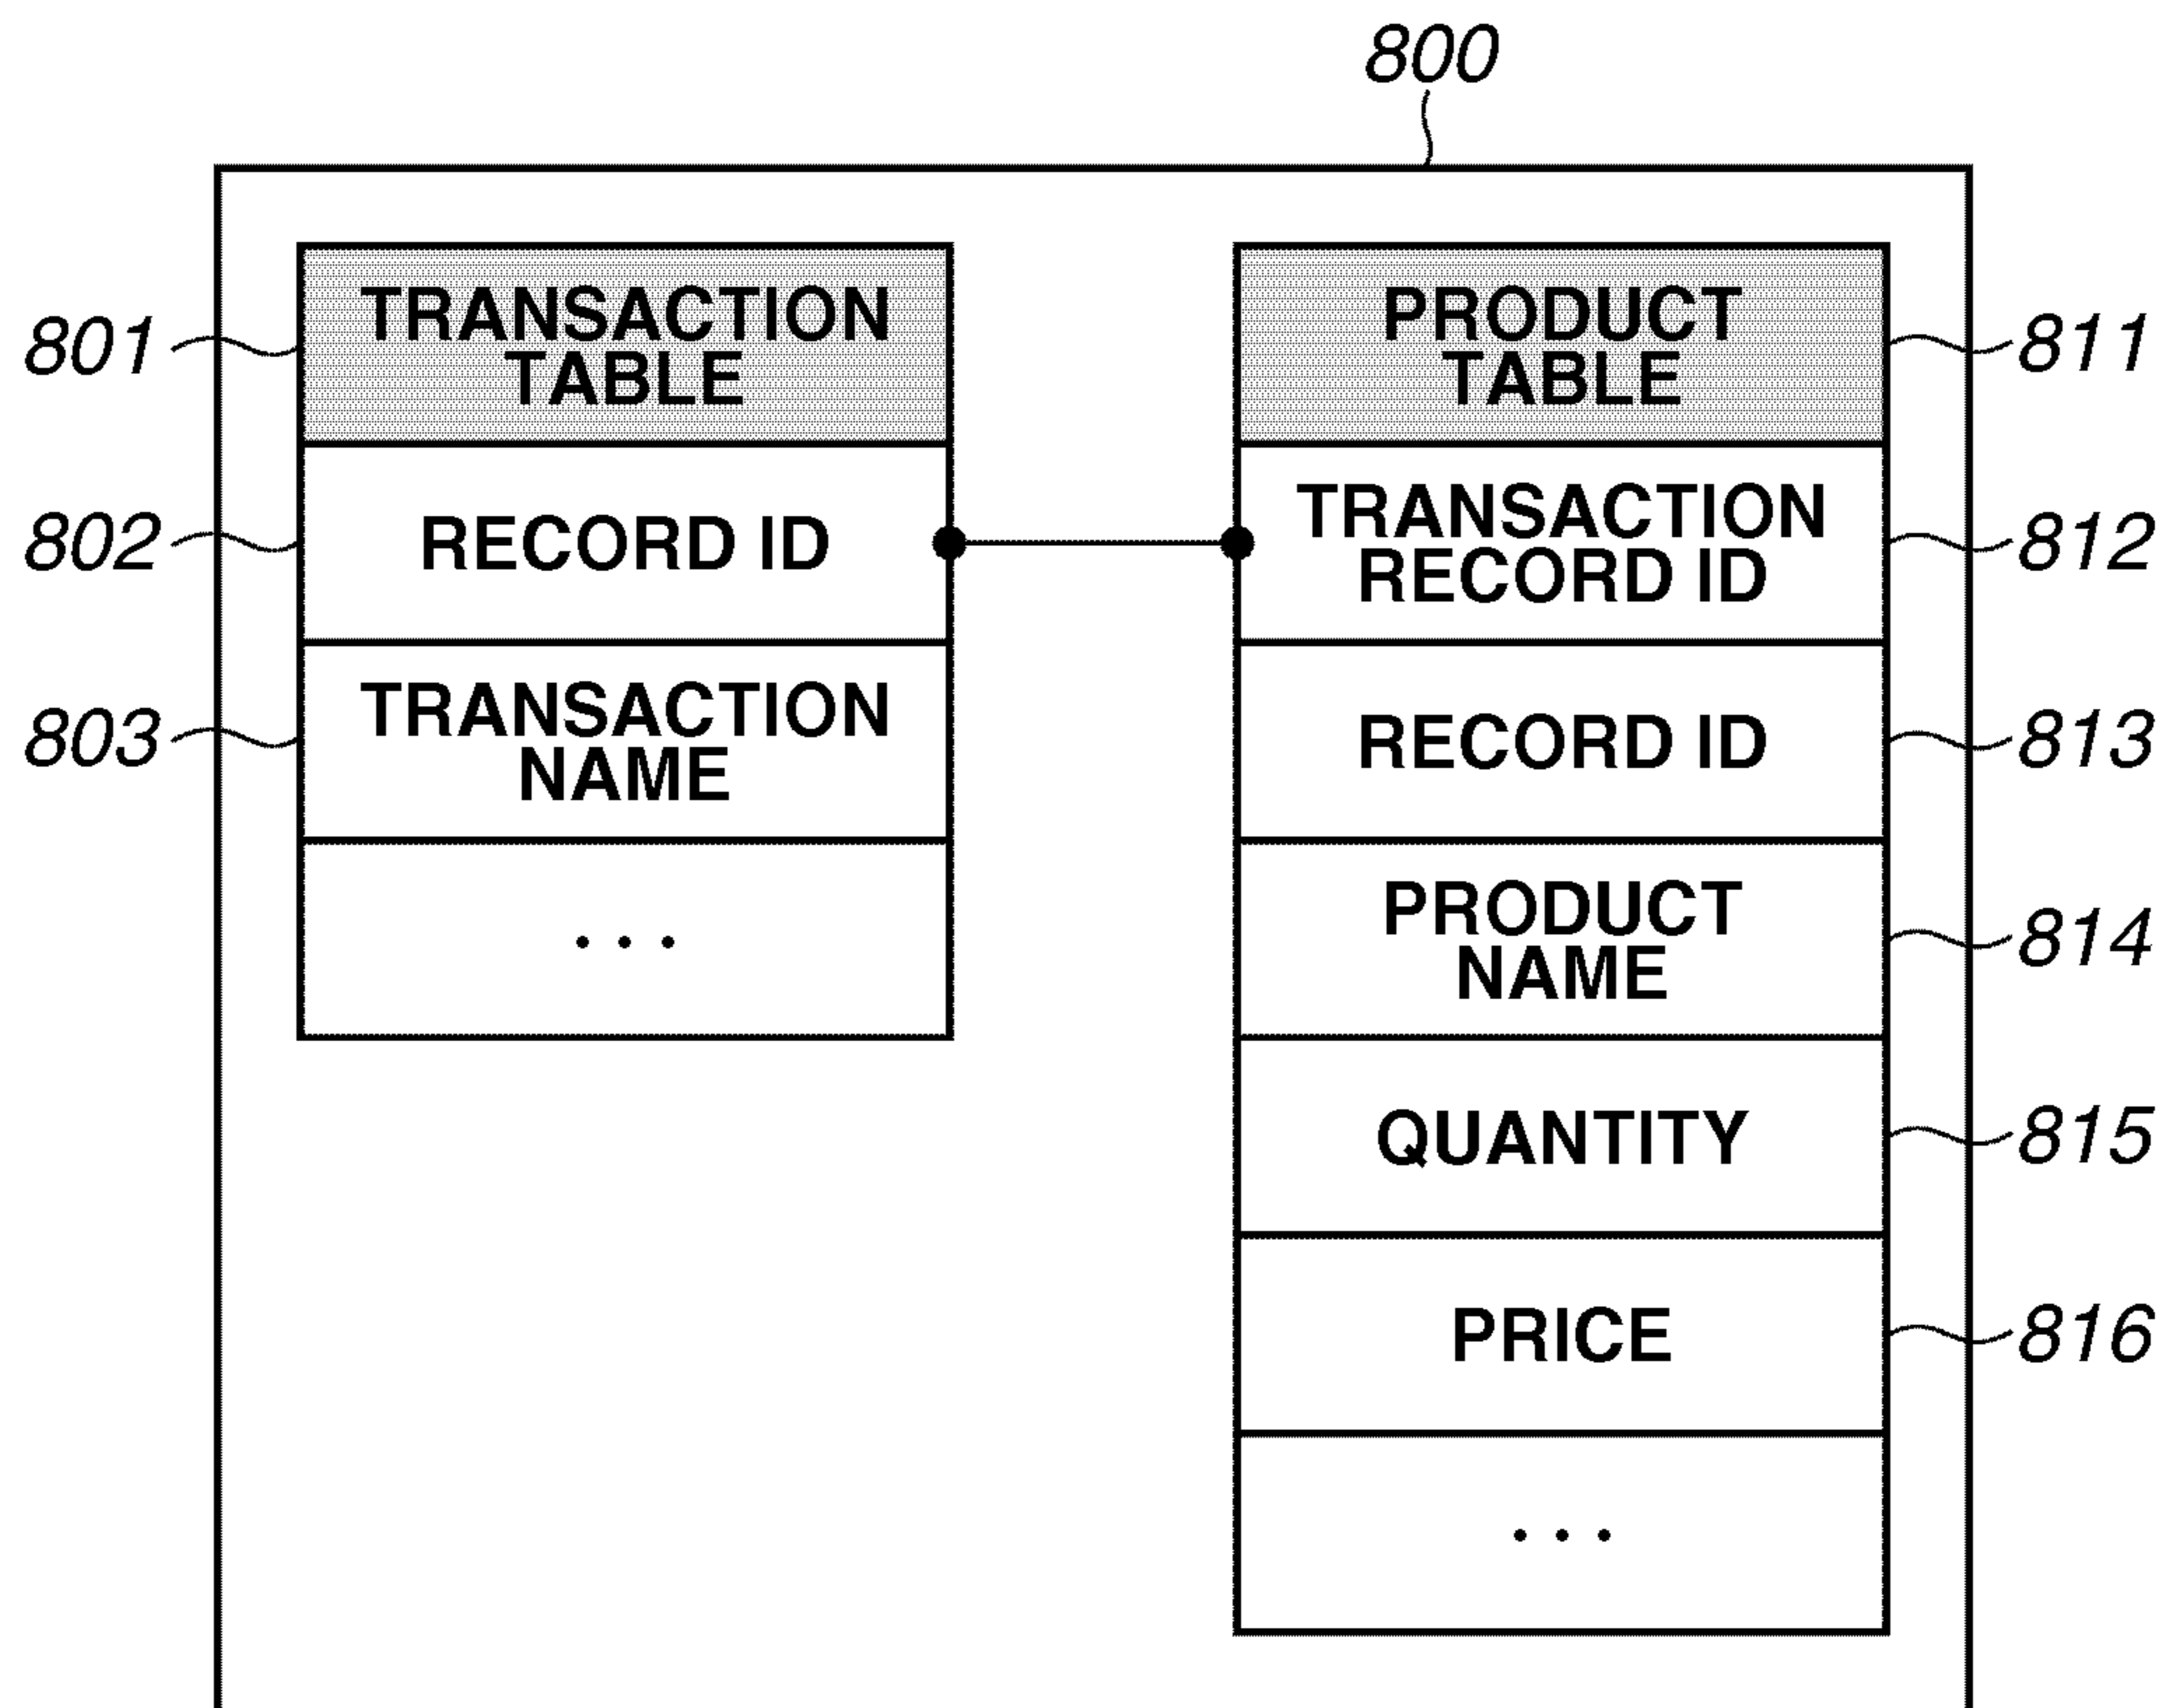 800
801
TRANSACTION
TABLE
802
RECORD ID
803
TRANSACTION
NAME
. . .
PRODUCT
TABLE
811
TRANSACTION
RECORD ID
812
RECORD ID
813
PRODUCT
NAME
814
QUANTITY
815
PRICE
816
. . .